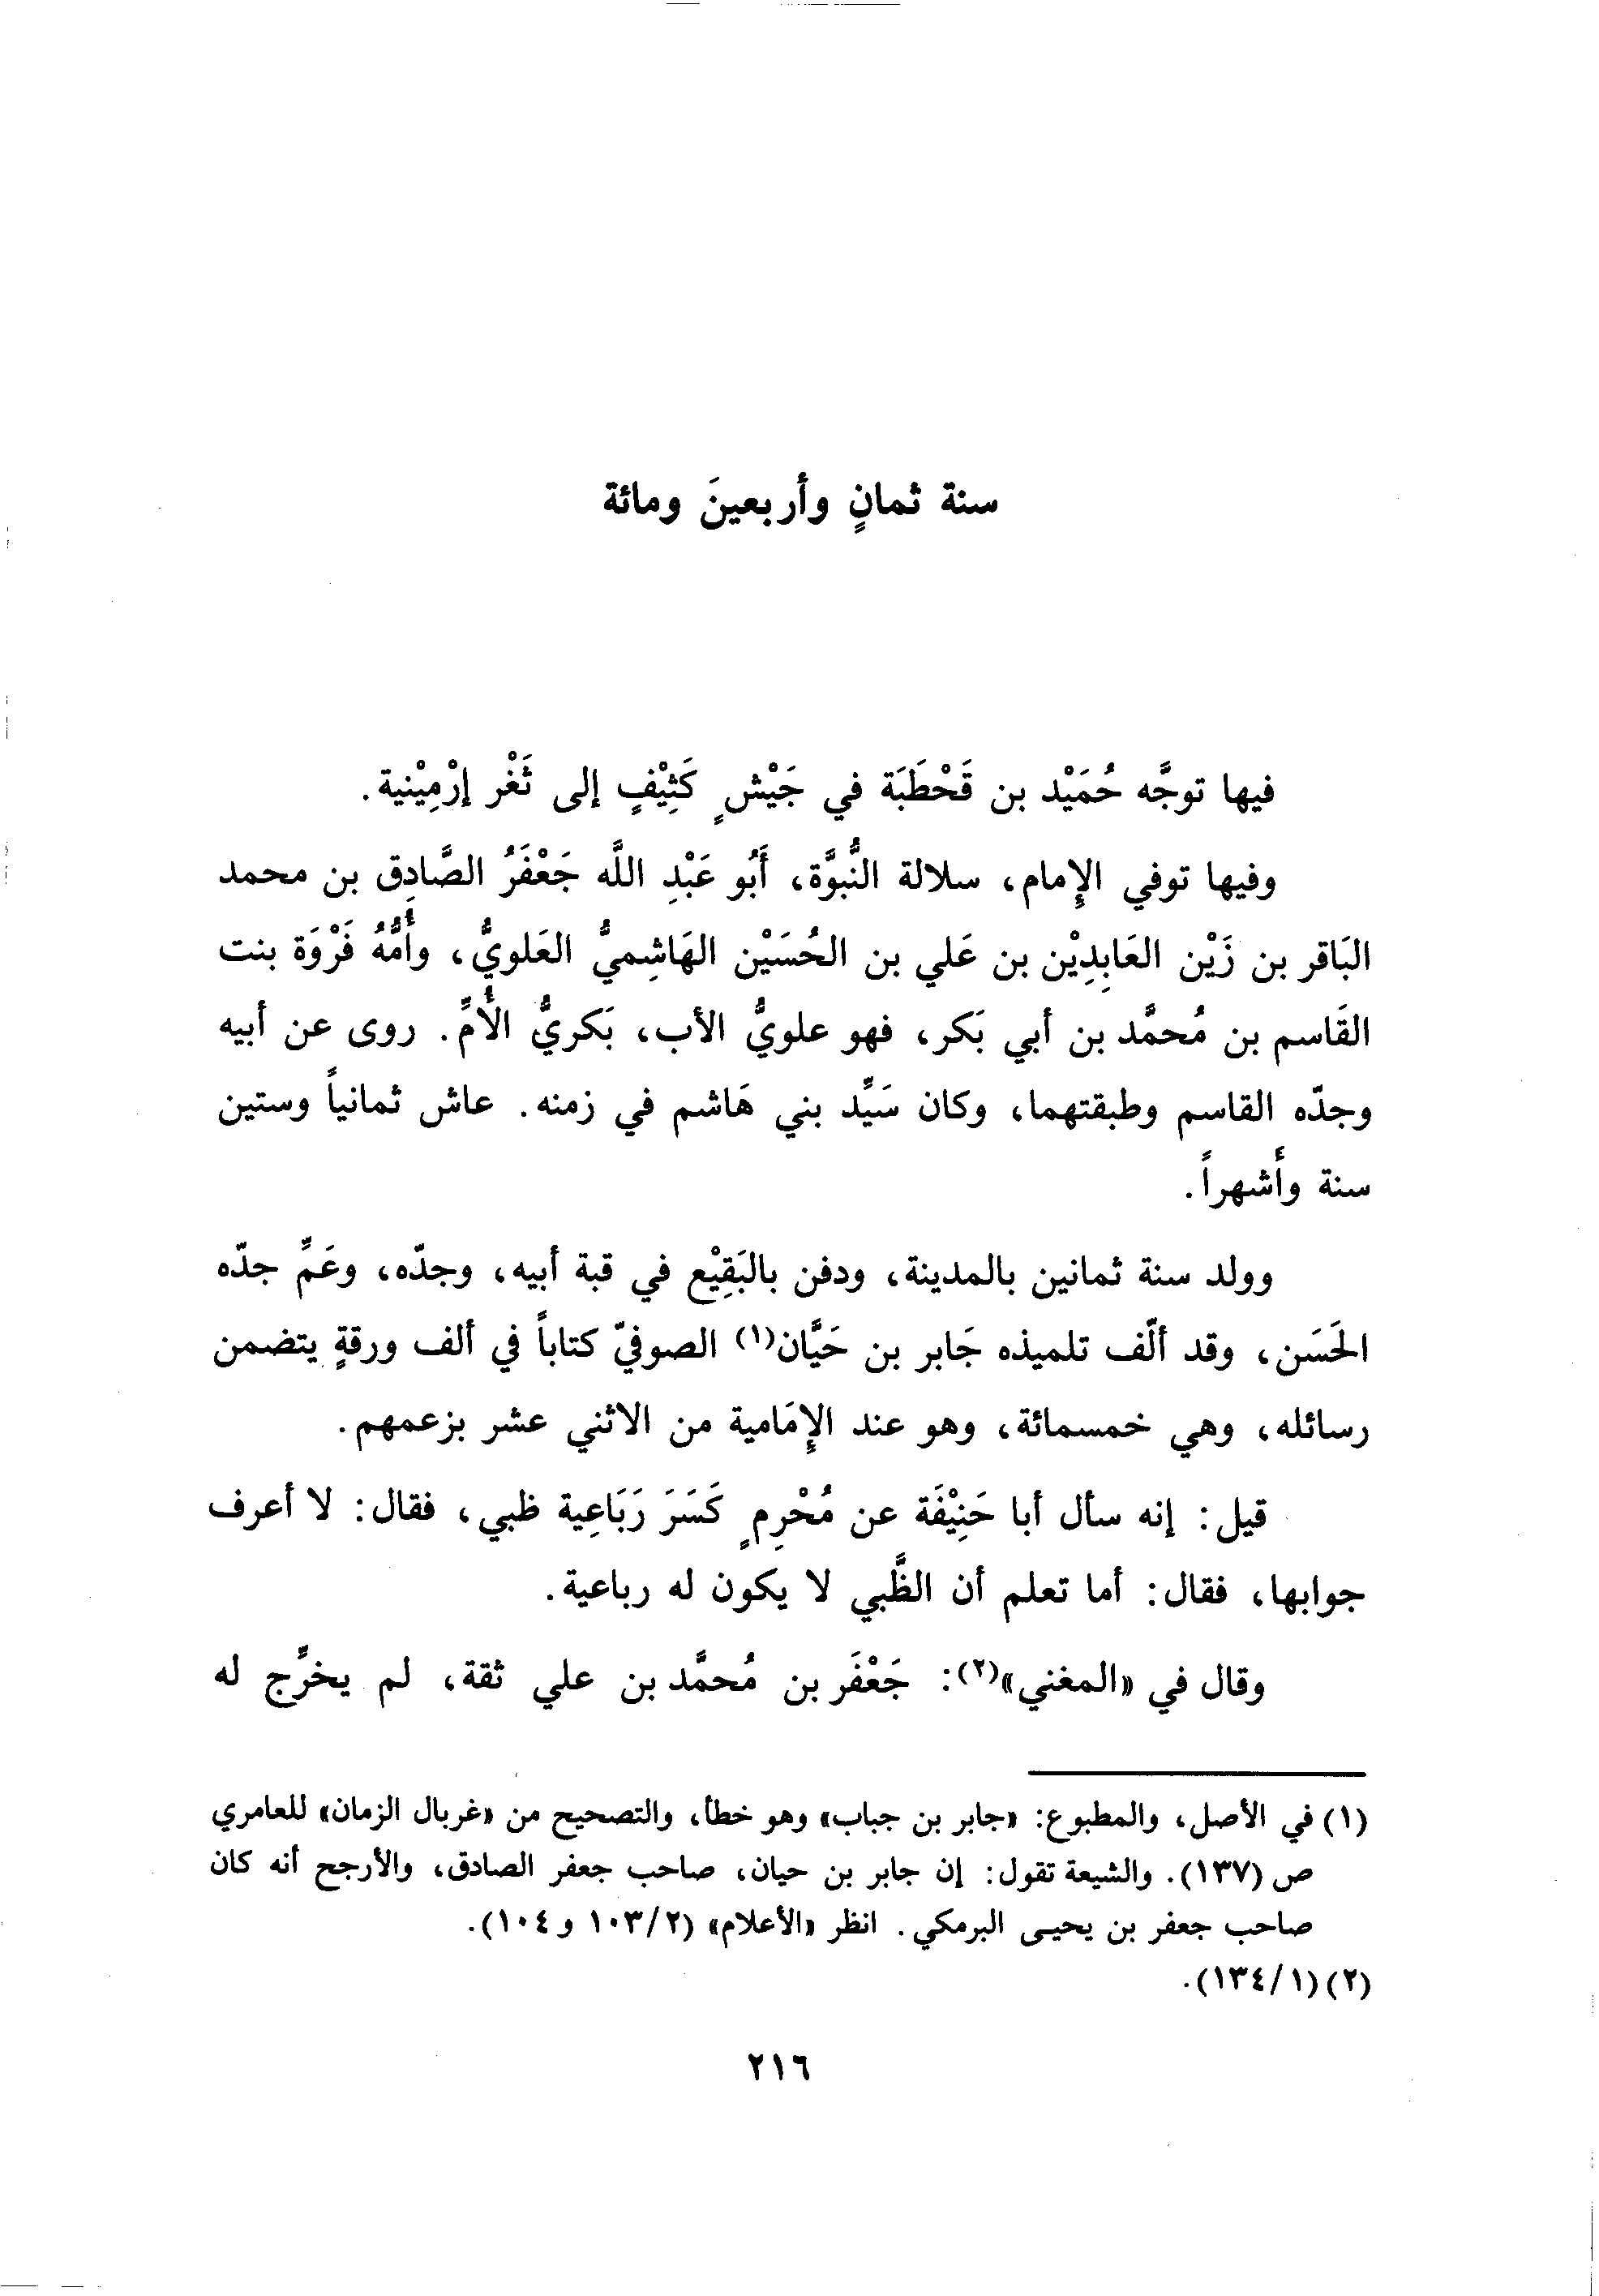 سنة ثمانٍ وأربعينَ ومائة
فيها توجَّه حُمَيْد بن قَحْطَبَة في جَيْشٍ كَثِيْفٍ إلى ثَغْر إرْمِيْنية.
وفيها توفي الإِمام، سلالة النُّبوَّة، أَبُو عَبْدِ اللَّه جَعْفَرُ الصَّادِق بن محمد
البَاقر بن زَيْن العَابِدِيْن بن عَلي بن الحُسَيْن الهَاشِميُّ العَلويُّ، وأُمُّهُ فَرْوَة بنت
القَاسم بن مُحمَّد بن أبي بَكر، فهو علويُّ الأب، بَكريُّ الأُمِّ. روى عن أبيه
وجدّه القاسم وطبقتهما، وكان سَيِّد بني هَاشم في زمنه. عاش ثمانياً وستين
سنة وأَشهراً.
وولد سنة ثمانين بالمدينة، ودفن بالبَقِيْع في قبة أبيه، وجدّه، وعَمِّ جدّه
الحَسَن، وقد ألّف تلميذه جَابر بن حَيَّان(١) الصوفيّ كتاباً في ألف ورقةٍ يتضمن
رسائله، وهي خمسمائة، وهو عند الإِمَامية من الاثني عشر بزعمهم.
قيل: إنه سأل أبا حَنِيْفَة عن مُحْرِمٍ كَسَرَ رَبَاعِية ظبي، فقال: لا أعرف
جوابها، فقال: أما تعلم أن الظَّبي لا يكون له رباعية.
وقال في «المغني»(٢): جَعْفَر بن مُحمَّد بن علي ثقة، لم يخرِّج له
(١) في الأصل، والمطبوع: «جابر بن جباب» وهو خطأ، والتصحيح من «غربال الزمان» للعامري
ص (١٣٧). والشيعة تقول: إن جابر بن حيان، صاحب جعفر الصادق، والأرجح أنه كان
صاحب جعفر بن يحيى البرمكي. انظر «الأعلام» (١٠٣/٢ و ١٠٤).
(٢) (١٣٤/١).
٢١٦